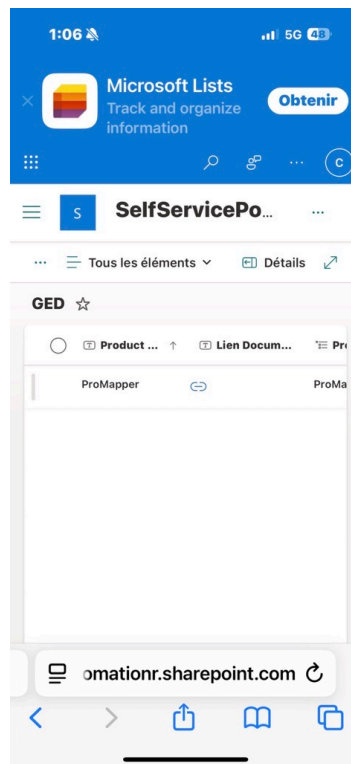 1:06 5G 48
Microsoft Lists
Track and organize
information
Obtenir
C
S SelfServicePo...
... Tous les éléments Détails
GED
Product ... ↑ Lien Docum... Pr
ProMapper ProMa
omationr.sharepoint.com